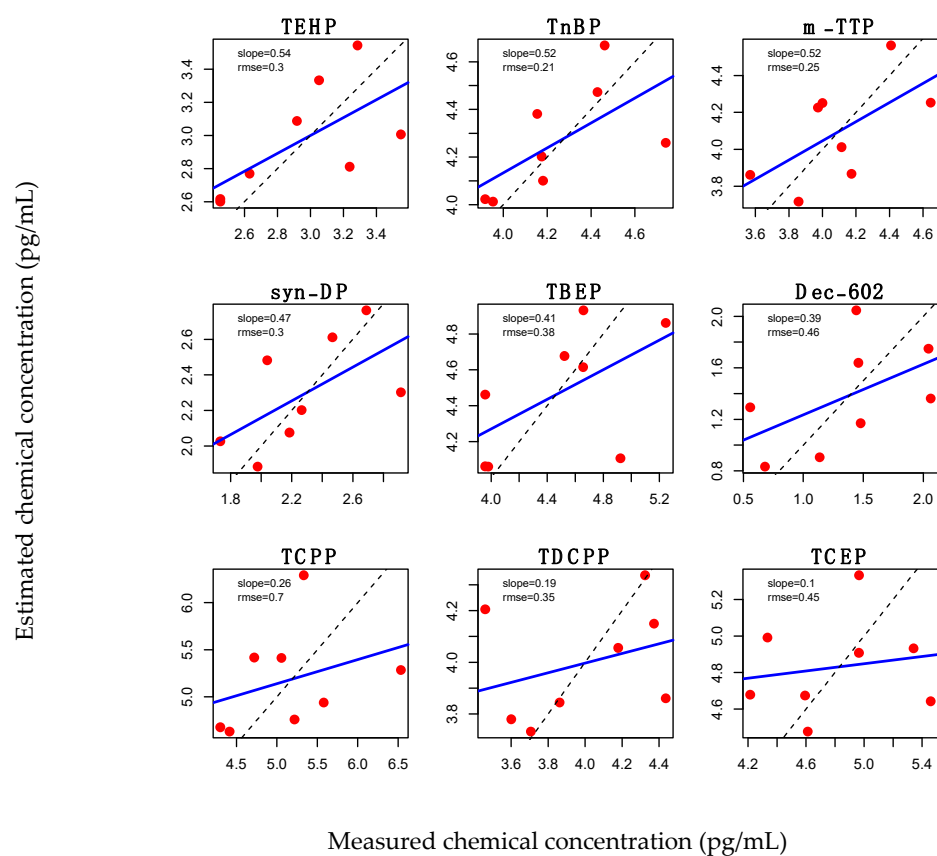 TEHP
TnBP
m-TTP
slope=0.54
rmse=0.3
slope=0.52
rmse=0.21
slope=0.52
rmse=0.25
2.6 2.8 3.0 3.2 3.4
4.0 4.2 4.4 4.6
3.8 4.0 4.2 4.4
2.6 3.0 3.4
4.0 4.2 4.4 4.6
3.6 4.0 4.4
syn-DP
TBEP
Dec-602
slope=0.47
rmse=0.3
slope=0.41
rmse=0.38
slope=0.39
rmse=0.46
2.0 2.2 2.4 2.6
4.2 4.4 4.6 4.8
0.8 1.2 1.6 2.0
1.8 2.2 2.6
4.0 4.4 4.8 5.2
0.5 1.0 1.5 2.0
TCPP
TDCPP
TCEP
slope=0.26
rmse=0.7
slope=0.19
rmse=0.35
slope=0.1
rmse=0.45
5.0 5.5 6.0
3.8 4.0 4.2
4.6 4.8 5.0 5.2
4.5 5.0 5.5 6.0 6.5
3.6 3.8 4.0 4.2 4.4
4.2 4.6 5.0 5.4
Estimated chemical concentration (pg/mL)
Measured chemical concentration (pg/mL)